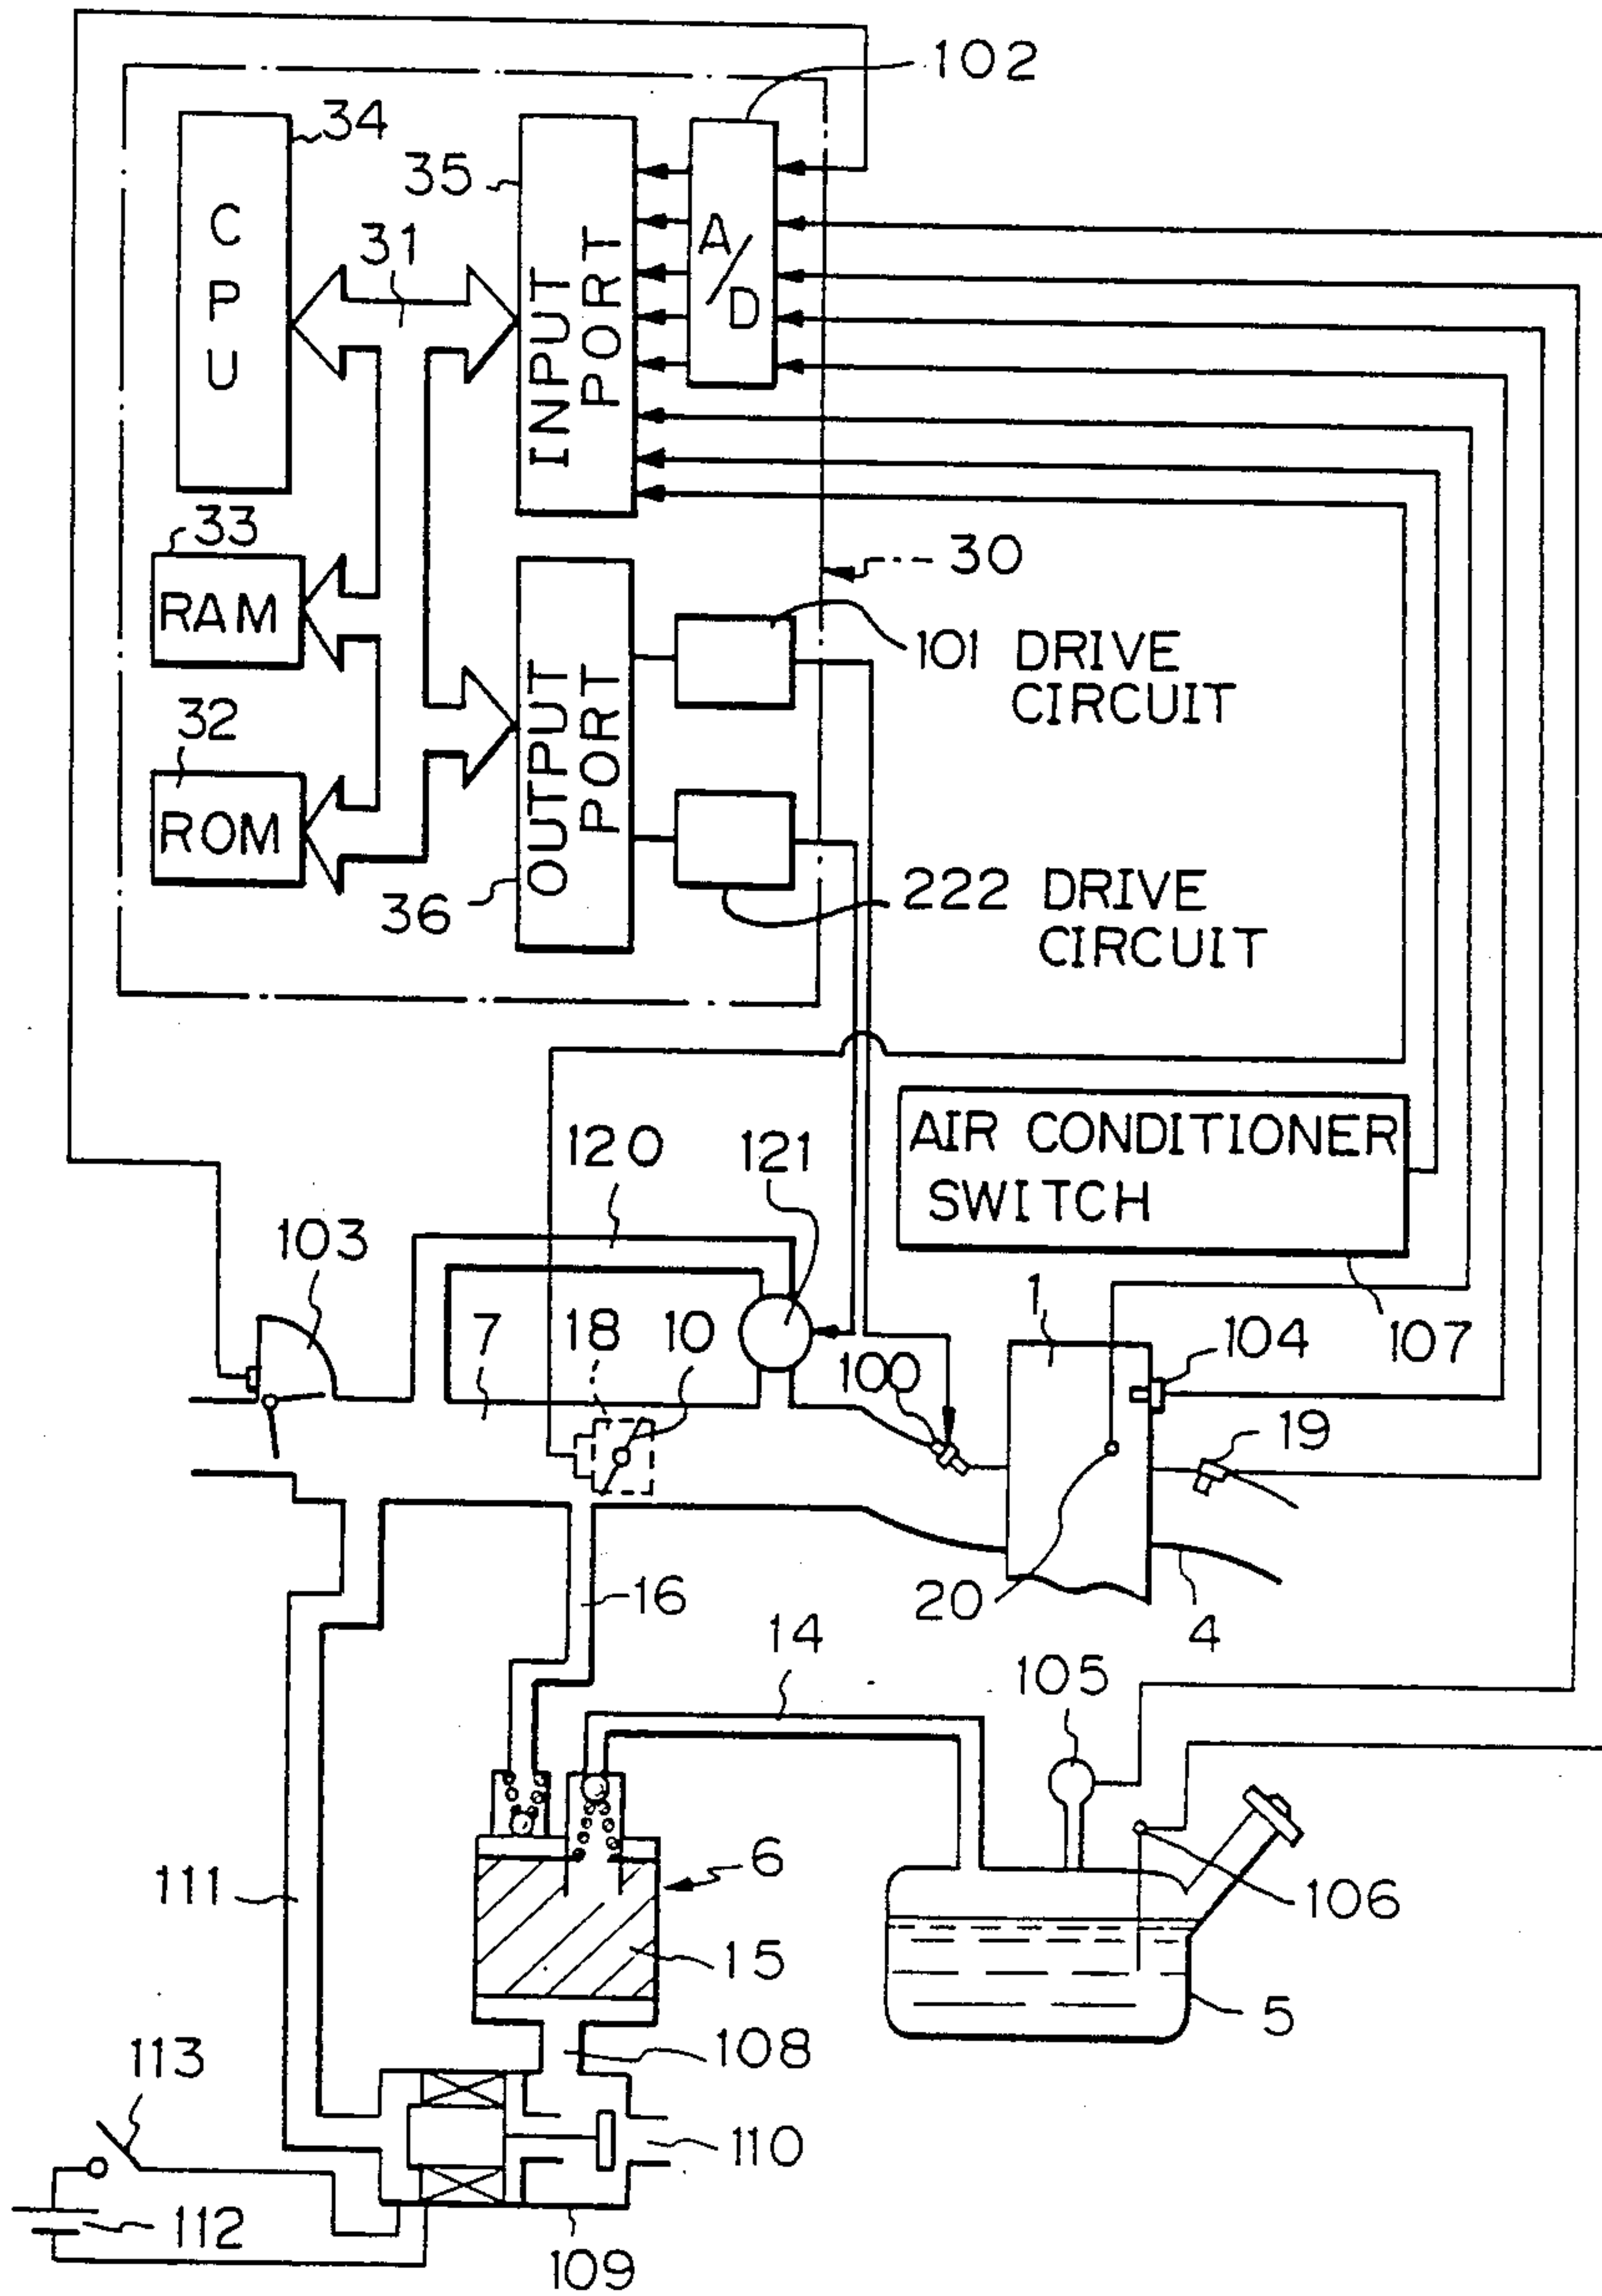 102
34
35
CPU
31
INPUT
PORT
A/D
33
RAM
30
101 DRIVE
CIRCUIT
32
ROM
OUTPUT
PORT
36
222 DRIVE
CIRCUIT
120
121
AIR CONDITIONER
SWITCH
103
7
18
10
100
1
104
107
19
20
4
16
14
105
111
6
106
15
5
113
108
110
112
109